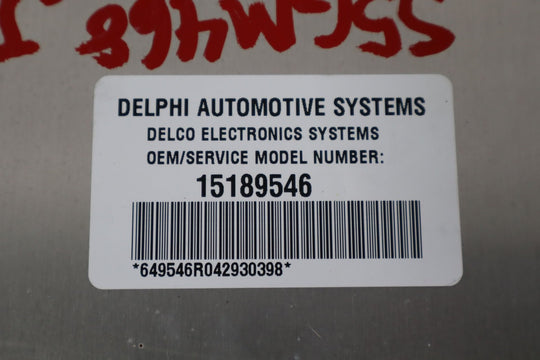 DELPHI AUTOMOTIVE SYSTEMS
DELCO ELECTRONICS SYSTEMS
OEM/SERVICE MODEL NUMBER:
15189546
*649546R042930398*